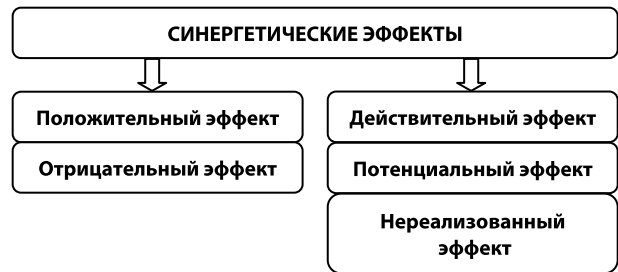 СИНЕРГЕТИЧЕСКИЕ ЭФФЕКТЫ
Положительный эффект
Отрицательный эффект
Действительный эффект
Потенциальный эффект
Нереализованный
эффект